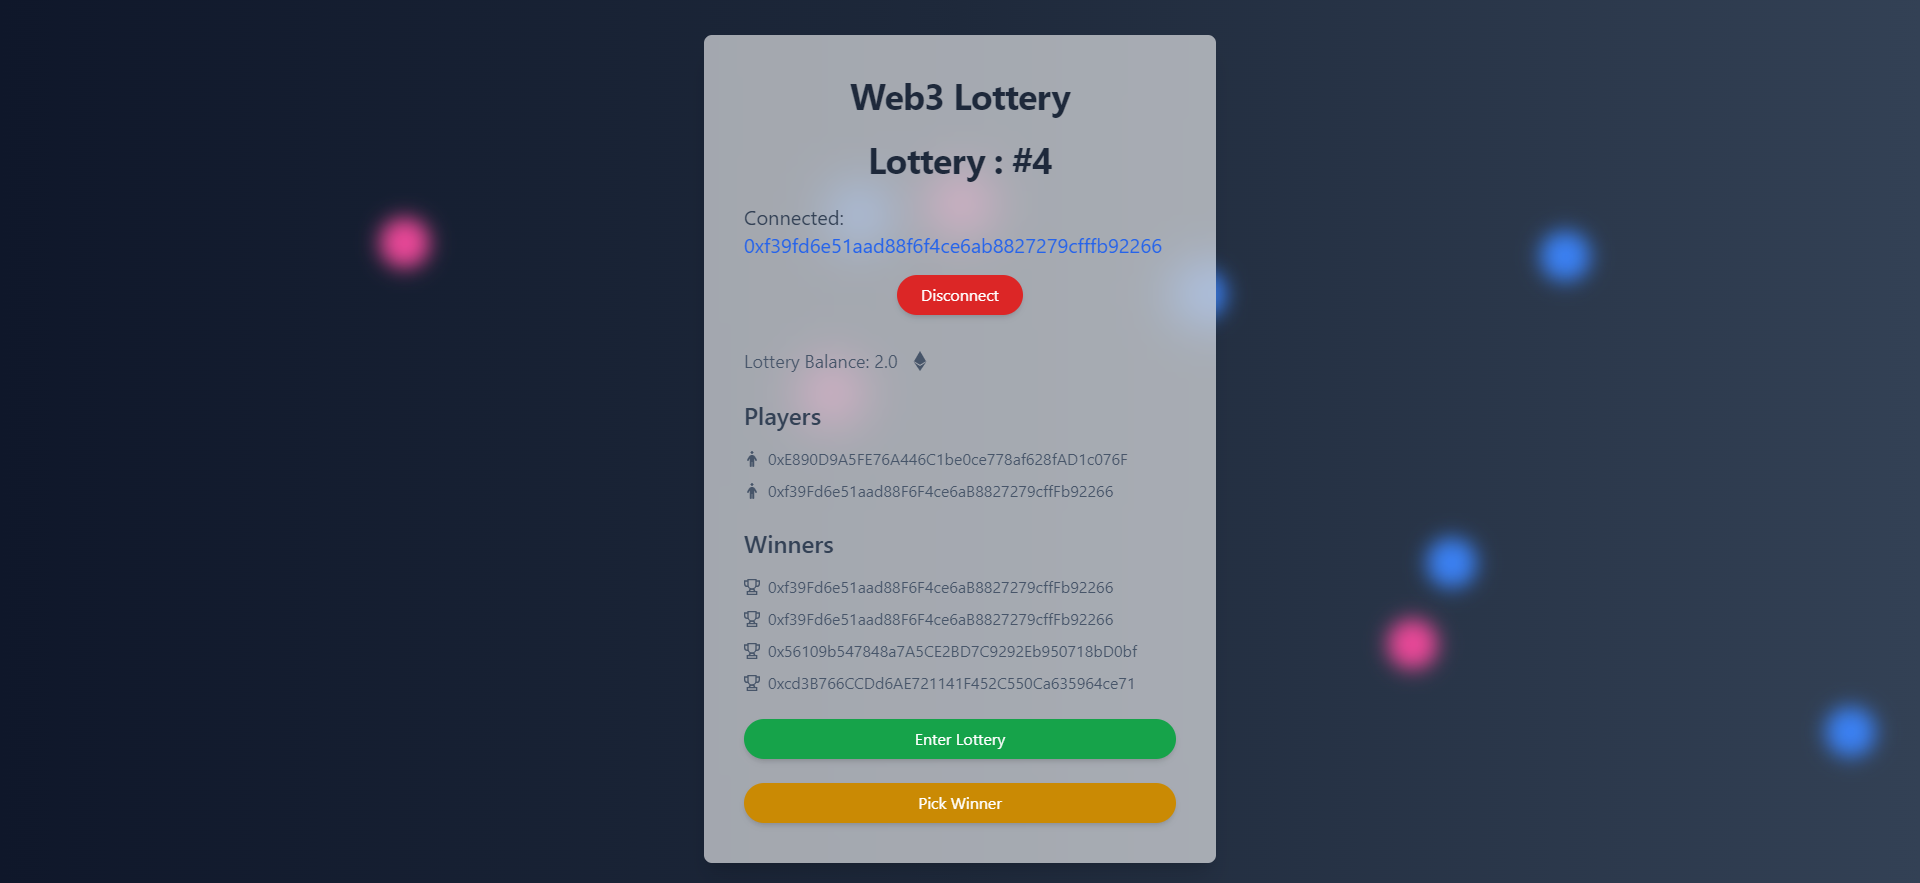 Web3 Lottery
Lottery : #4
Connected:
0xf39fd6e51aad88f6f4ce6ab8827279cfffb92266
Disconnect
Lottery Balance: 2.0
Players
0xE890D9A5FE76A446C1be0ce778af628fAD1c076F
0xf39Fd6e51aad88F6F4ce6aB8827279cffFb92266
Winners
0xf39Fd6e51aad88F6F4ce6aB8827279cffFb92266
0xf39Fd6e51aad88F6F4ce6aB8827279cffFb92266
0x56109b547848a7A5CE2BD7C9292Eb950718bD0bf
0xcd3B766CCDd6AE721141F452C550Ca635964ce71
Enter Lottery
Pick Winner